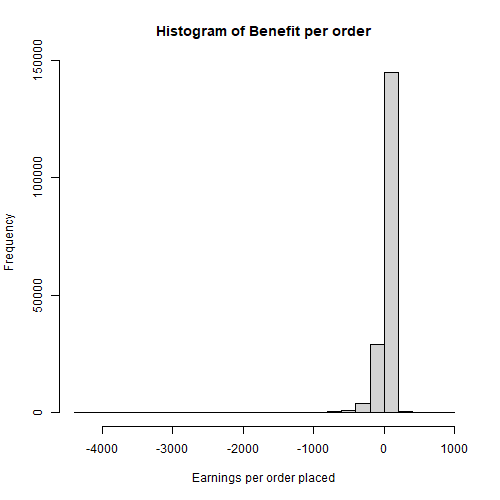 Histogram of Benefit per order
150000
100000
50000
0
Frequency
-4000 -3000 -2000 -1000 0 1000
Earnings per order placed